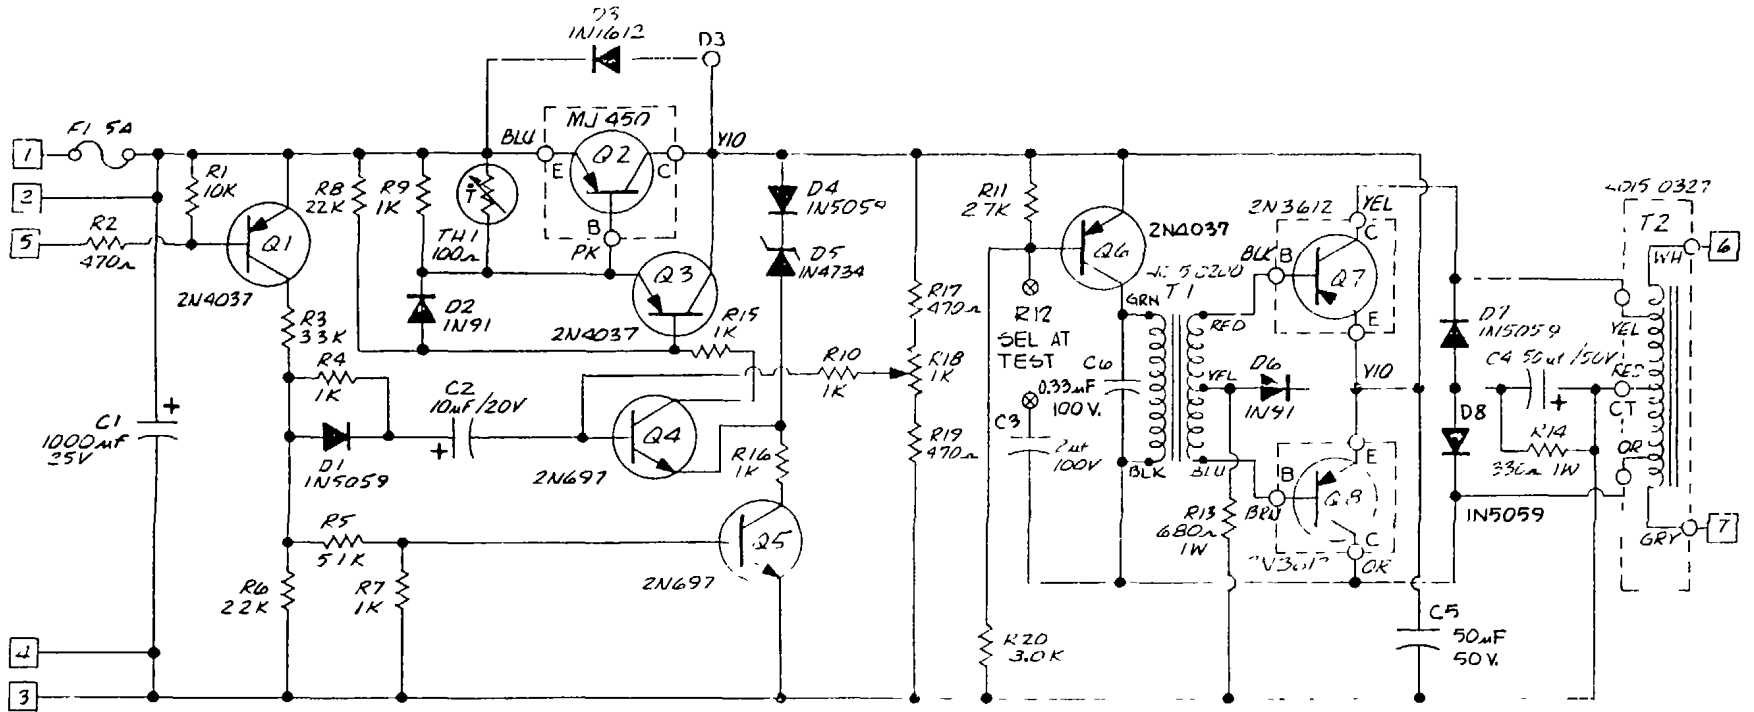 D3
1N1612
D3
F1 5A
1
BLU
MJ 450
Q2
E
C
B
PK
VIO
2
5
R2
470Ω
R1
10K
Q1
2N4037
R8
22K
R9
1K
T
TH1
100Ω
D2
1N91
Q3
2N4037
R15
1K
D4
1N5059
D5
1N4734
R3
33K
R4
1K
C2
10µF/20V
+
D1
1N5059
Q4
2N697
R16
1K
R10
1K
R17
470Ω
R18
1K
R19
470Ω
C1
1000µF
25V
+
R5
51K
R6
22K
R7
1K
Q5
2N697
4
3
R11
27K
Q6
2N4037
R12
SEL AT
TEST
C3
2µF
100V
C6
0.33µF
100V.
GRN
T1
BLK
RED
YEL
BLU
D6
1N91
2N3612
YEL
C
BLK
B
Q7
E
VIO
E
B
BRN
Q8
C
OR
R13
680Ω
1W
R20
3.0K
D7
1N5059
D8
1N5059
C4 50µf/50V
+
R14
330Ω 1W
C5
50µF
50V.
T2
WH
6
YEL
RED
CT
OR
GRY
7